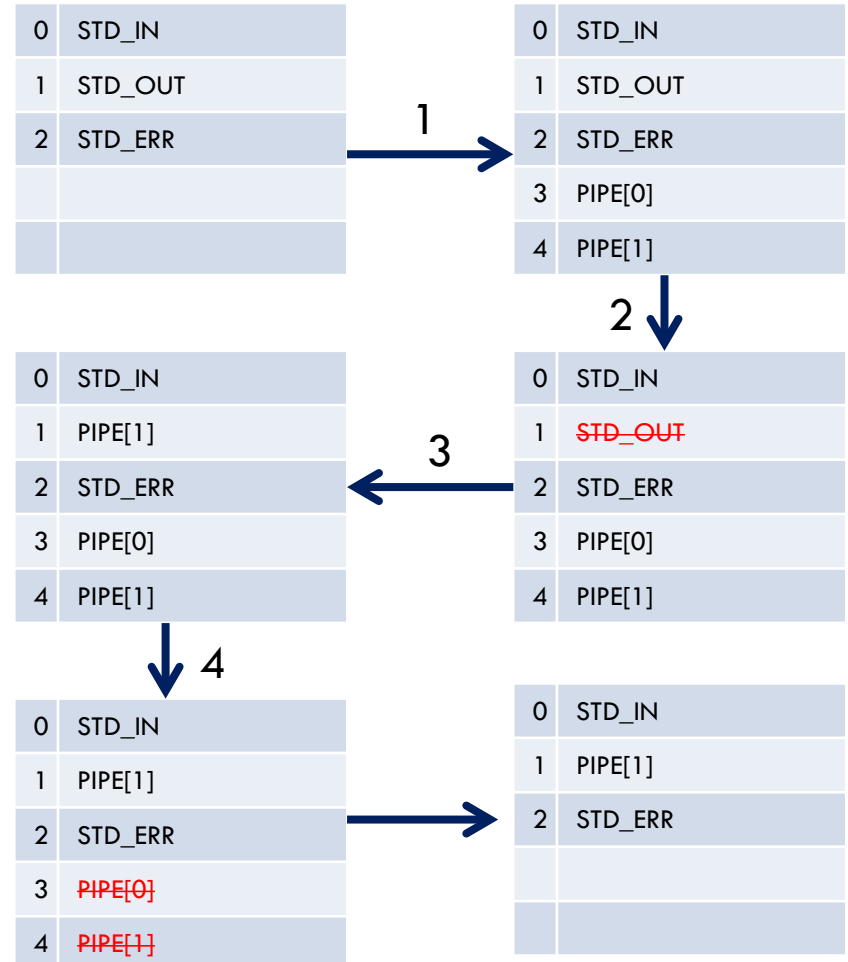 0 STD_IN
1 STD_OUT
2 STD_ERR
1
0 STD_IN
1 STD_OUT
2 STD_ERR
3 PIPE[0]
4 PIPE[1]
2
0 STD_IN
1 STD_OUT
2 STD_ERR
3 PIPE[0]
4 PIPE[1]
3
0 STD_IN
1 PIPE[1]
2 STD_ERR
3 PIPE[0]
4 PIPE[1]
4
0 STD_IN
1 PIPE[1]
2 STD_ERR
3 PIPE[0]
4 PIPE[1]
0 STD_IN
1 PIPE[1]
2 STD_ERR